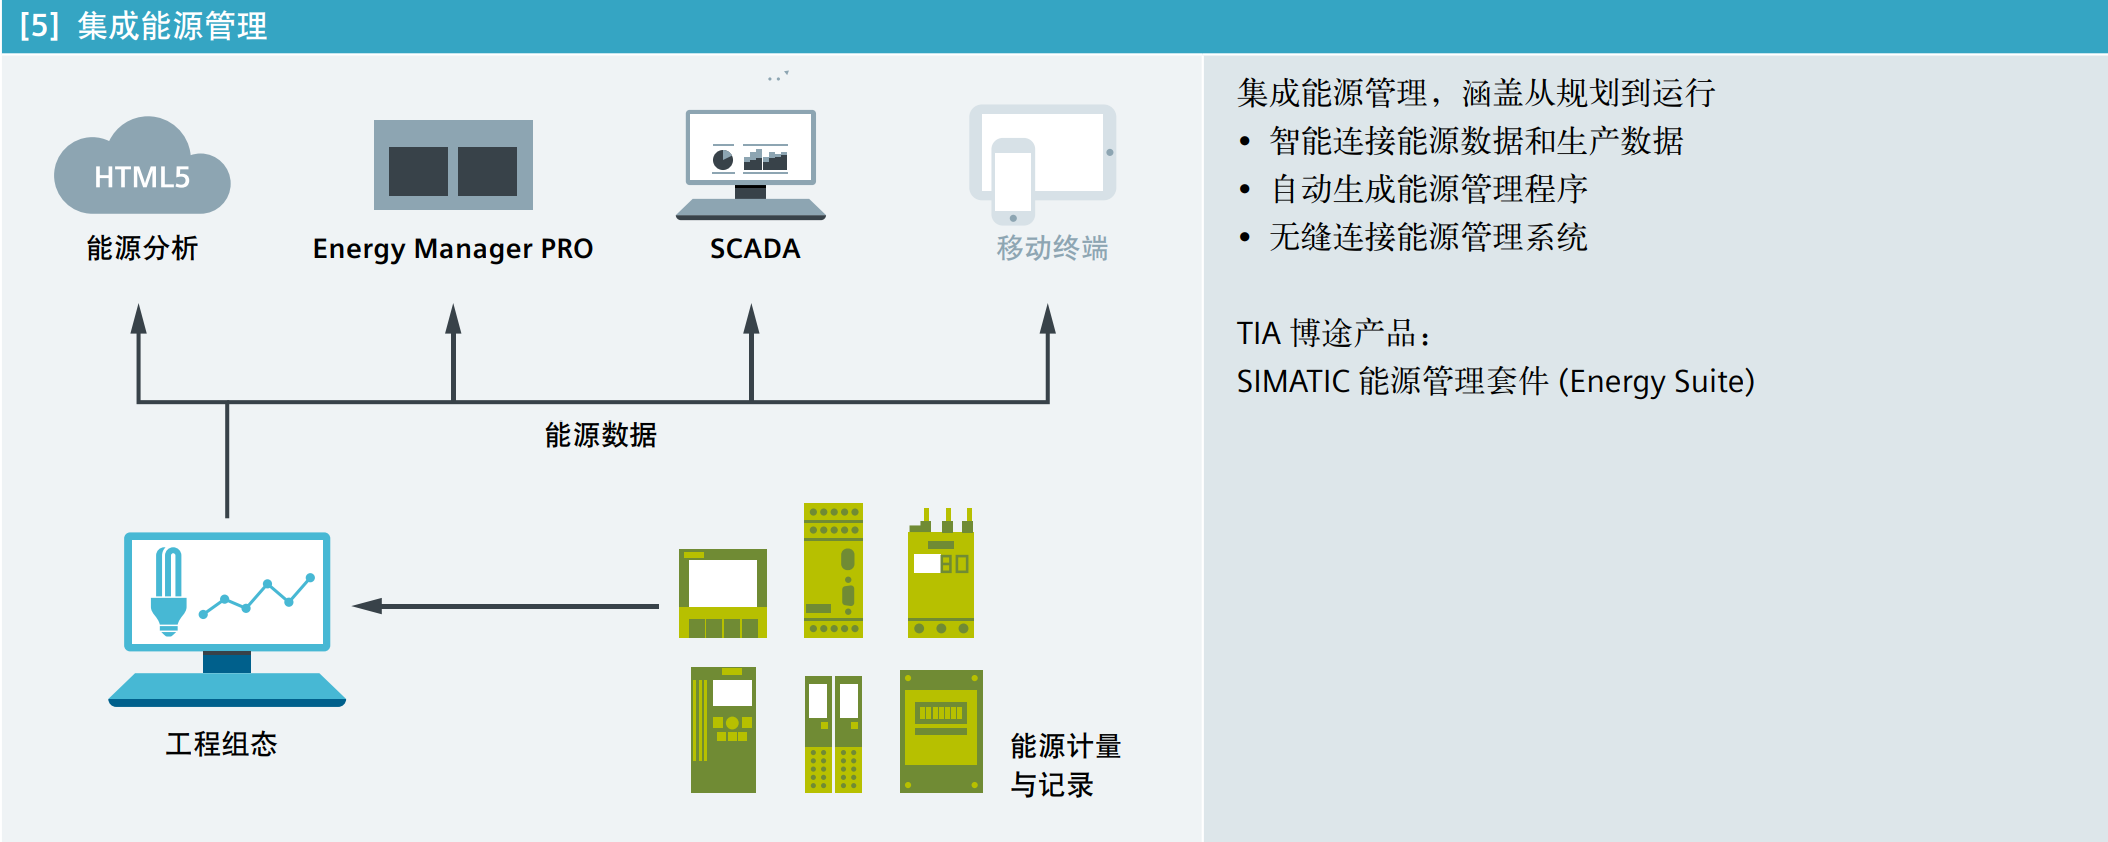 [5] 集成能源管理
HTML5
能源分析
Energy Manager PRO
SCADA
移动终端
能源数据
工程组态
能源计量
与记录
集成能源管理，涵盖从规划到运行
• 智能连接能源数据和生产数据
• 自动生成能源管理程序
• 无缝连接能源管理系统
TIA 博途产品：
SIMATIC 能源管理套件 (Energy Suite)